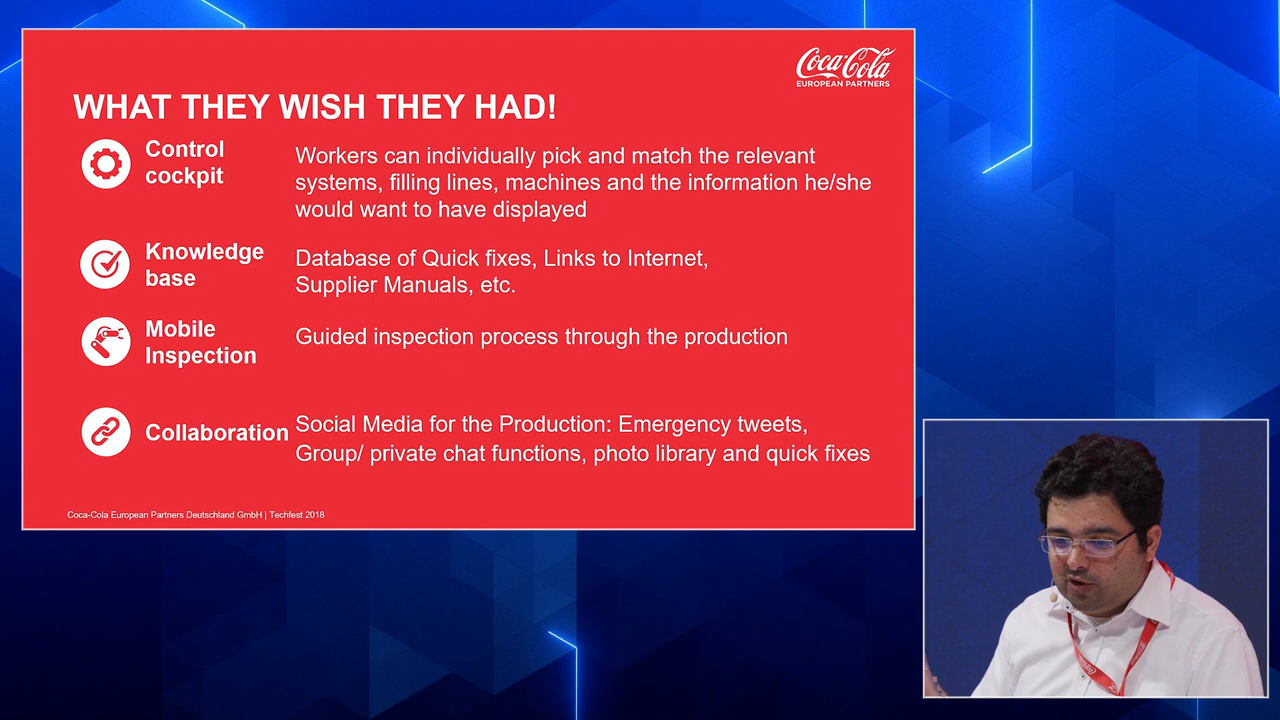 Coca-Cola
EUROPEAN PARTNERS
WHAT THEY WISH THEY HAD!
Control
cockpit
Workers can individually pick and match the relevant
systems, filling lines, machines and the information he/she
would want to have displayed
Knowledge
base
Database of Quick fixes, Links to Internet,
Supplier Manuals, etc.
Mobile
Inspection
Guided inspection process through the production
Collaboration
Social Media for the Production: Emergency tweets,
Group/ private chat functions, photo library and quick fixes
Coca-Cola European Partners Deutschland GmbH | Techfest 2018